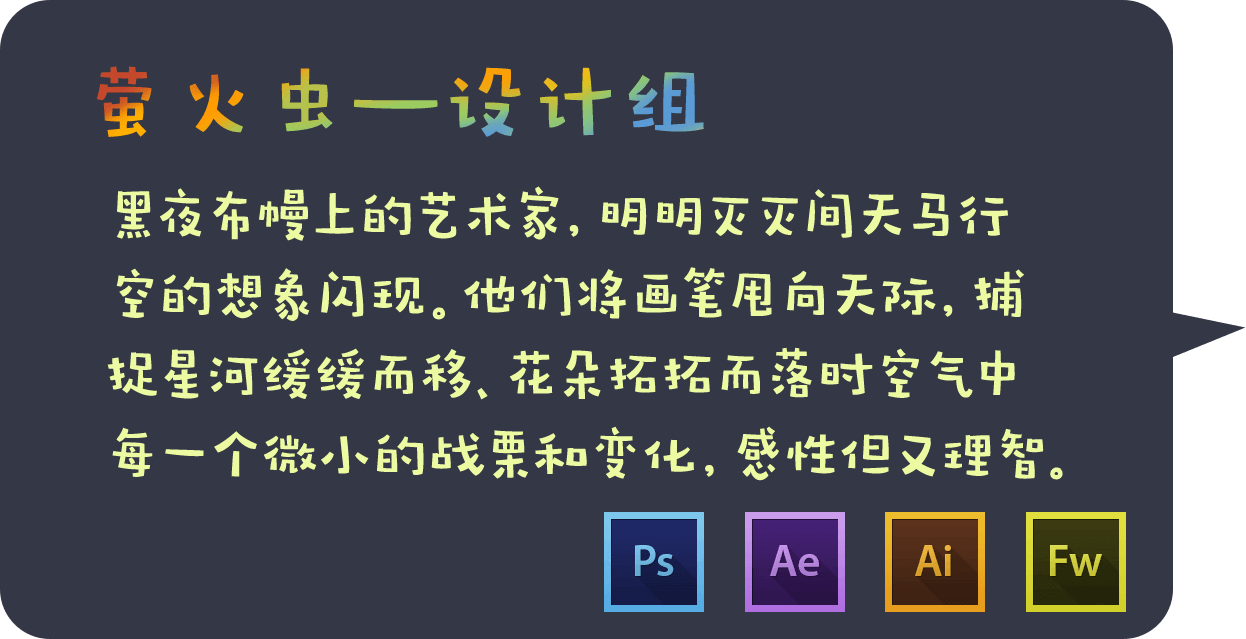 萤火虫—设计组
黑夜布幔上的艺术家，明明灭灭间天马行
空的想象闪现。他们将画笔甩向天际，捕
捉星河缓缓而移、花朵拓拓而落时空气中
每一个微小的战栗和变化，感性但又理智。
Ps Ae Ai Fw